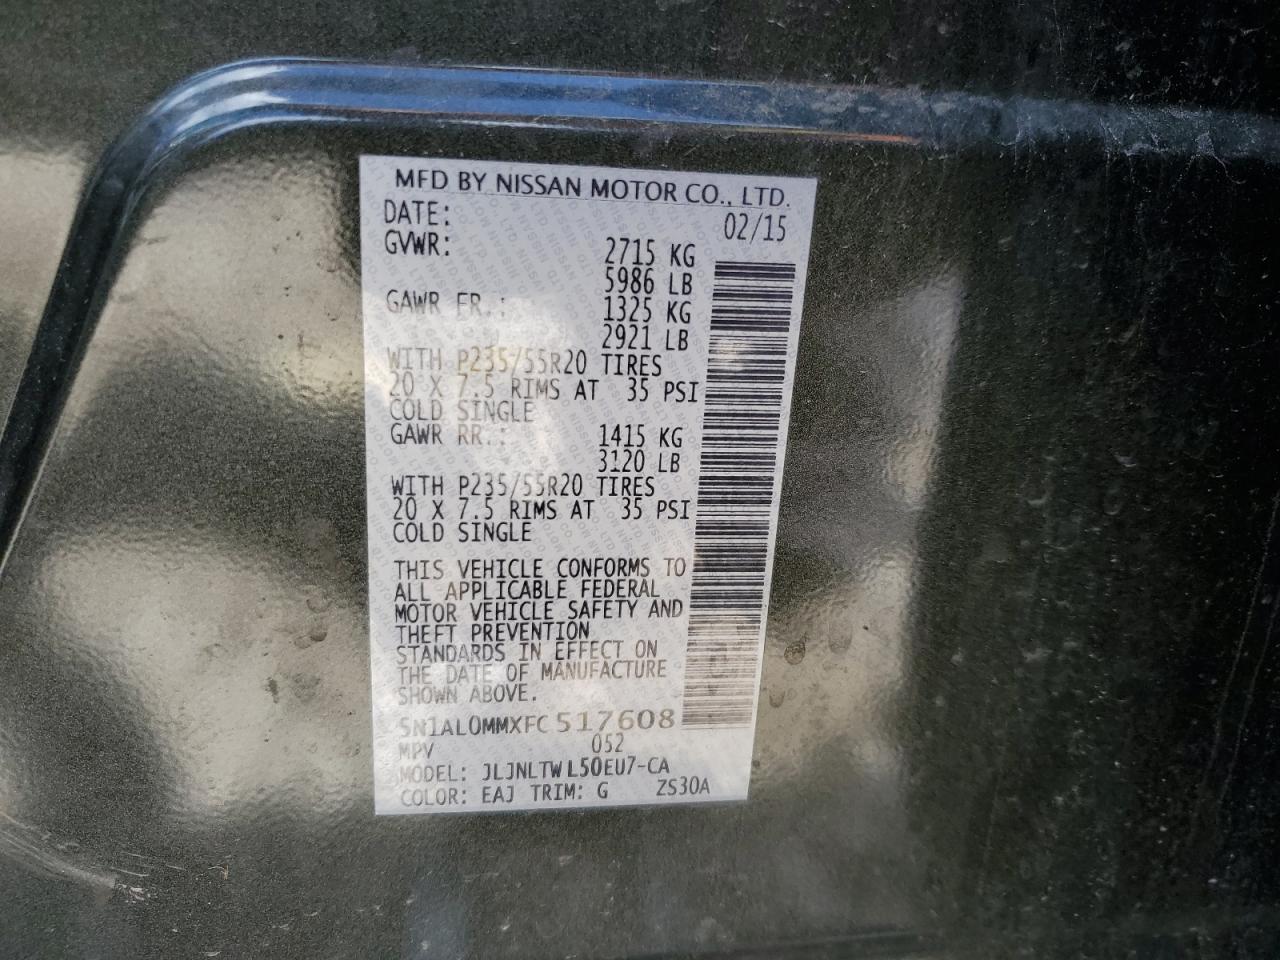 MFD BY NISSAN MOTOR CO., LTD.
DATE: 02/15
GVWR: 2715 KG
5986 LB
GAWR FR.: 1325 KG
2921 LB
WITH P235/55R20 TIRES
20 X 7.5 RIMS AT 35 PSI
COLD SINGLE
GAWR RR.: 1415 KG
3120 LB
WITH P235/55R20 TIRES
20 X 7.5 RIMS AT 35 PSI
COLD SINGLE
THIS VEHICLE CONFORMS TO
ALL APPLICABLE FEDERAL
MOTOR VEHICLE SAFETY AND
THEFT PREVENTION
STANDARDS IN EFFECT ON
THE DATE OF MANUFACTURE
SHOWN ABOVE.
5N1AL0MMXFC517608
MPV 052
MODEL: JLJNLTWL50EU7-CA
COLOR: EAJ TRIM: G ZS30A